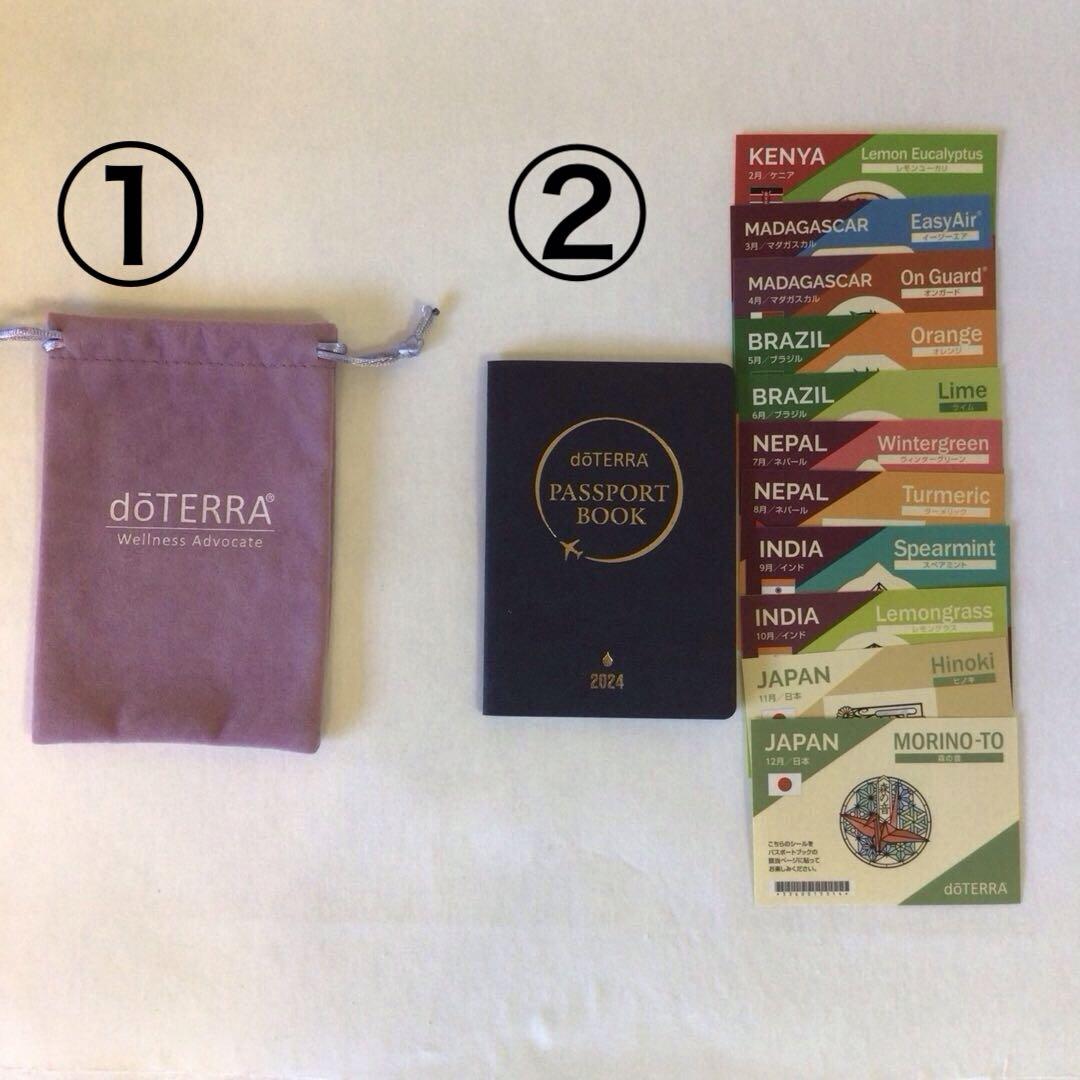 ①
doTERRA®
Wellness Advocate
②
dōTERRA
PASSPORT
BOOK
2024
KENYA
2月/ケニア
Lemon Eucalyptus
レモンユーカリ
MADAGASCAR
3月/マダガスカル
EasyAir®
イージーエア
MADAGASCAR
4月/マダガスカル
On Guard®
オンガード
BRAZIL
5月/ブラジル
Orange
オレンジ
BRAZIL
6月/ブラジル
Lime
ライム
NEPAL
7月/ネパール
Wintergreen
ウィンターグリーン
NEPAL
8月/ネパール
Turmeric
ターメリック
INDIA
9月/インド
Spearmint
スペアミント
INDIA
10月/インド
Lemongrass
レモングラス
JAPAN
11月/日本
Hinoki
ヒノキ
JAPAN
12月/日本
MORINO-TO
森の音
森の音
こちらのシールを
パスポートブックの
該当ページに貼って
お楽しみください。
dōTERRA